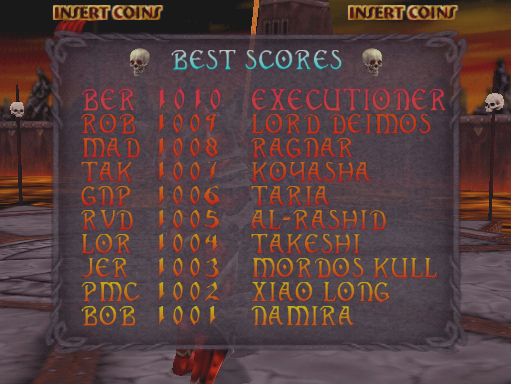 INSERT COINS INSERT COINS
BEST SCORES
BER 1010 EXECUTIONER
ROB 1009 LORD DEIMOS
MAD 1008 RAGNAR
TAK 1007 KOYASHA
GNP 1006 TARIA
RVD 1005 AL-RASHID
LOR 1004 TAKESHI
JER 1003 MORDOS KULL
PMC 1002 XIAO LONG
BOB 1001 NAMIRA